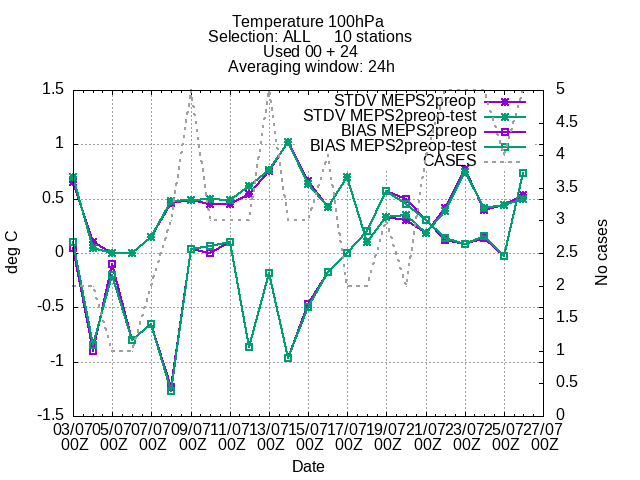 Temperature 100hPa
Selection: ALL 10 stations
Used 00 + 24
Averaging window: 24h
STDV MEPS2preop
STDV MEPS2preop-test
BIAS MEPS2preop
BIAS MEPS2preop-test
CASES
1.5
1
0.5
0
-0.5
-1
-1.5
deg C
5
4.5
4
3.5
3
2.5
2
1.5
1
0.5
0
No cases
03/07 05/07 07/07 09/07 11/07 13/07 15/07 17/07 19/07 21/07 23/07 25/07 27/07
00Z 00Z 00Z 00Z 00Z 00Z 00Z 00Z 00Z 00Z 00Z 00Z 00Z
Date